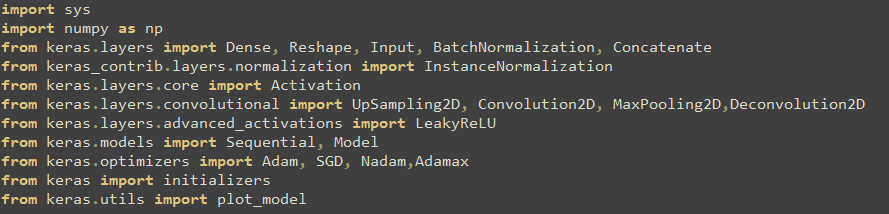 import sys
import numpy as np
from keras.layers import Dense, Reshape, Input, BatchNormalization, Concatenate
from keras_contrib.layers.normalization import InstanceNormalization
from keras.layers.core import Activation
from keras.layers.convolutional import UpSampling2D, Convolution2D, MaxPooling2D,Deconvolution2D
from keras.layers.advanced_activations import LeakyReLU
from keras.models import Sequential, Model
from keras.optimizers import Adam, SGD, Nadam,Adamax
from keras import initializers
from keras.utils import plot_model